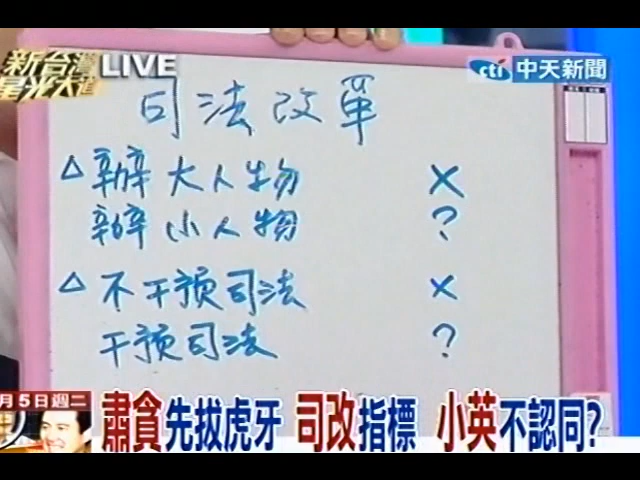 新台灣星光大道
LIVE
cti 中天新聞
司法改單
△辦大人物 ×
辦小人物 ?
△不干預司法 ×
干預司法 ?
月5日週二
肅貪先拔虎牙 司改指標 小英不認同?